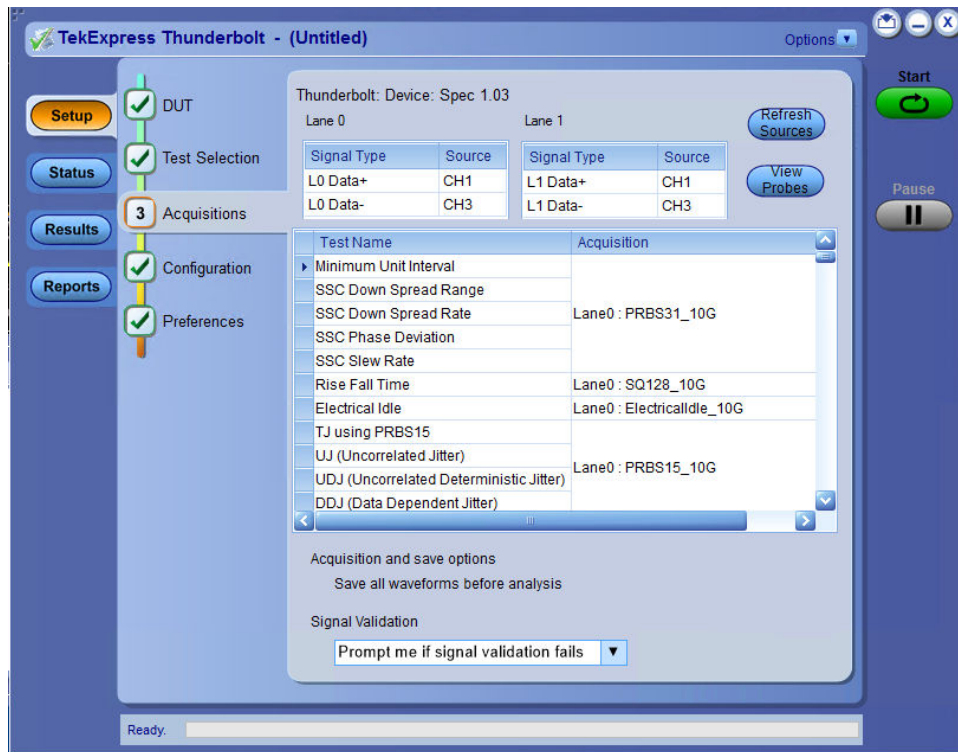 TekExpress Thunderbolt - (Untitled)
Options
X
Start
Pause
Setup
Status
Results
Reports
DUT
Test Selection
3 Acquisitions
Configuration
Preferences
Thunderbolt: Device: Spec 1.03
Lane 0 Lane 1
Refresh Sources
View Probes
Signal Type Source Signal Type Source
L0 Data+ CH1 L1 Data+ CH1
L0 Data- CH3 L1 Data- CH3
Test Name Acquisition
Minimum Unit Interval
SSC Down Spread Range
SSC Down Spread Rate Lane0 : PRBS31_10G
SSC Phase Deviation
SSC Slew Rate
Rise Fall Time Lane0 : SQ128_10G
Electrical Idle Lane0 : ElectricalIdle_10G
TJ using PRBS15
UJ (Uncorrelated Jitter)
Lane0 : PRBS15_10G
UDJ (Uncorrelated Deterministic Jitter)
DDJ (Data Dependent Jitter)
Acquisition and save options
Save all waveforms before analysis
Signal Validation
Prompt me if signal validation fails
Ready.